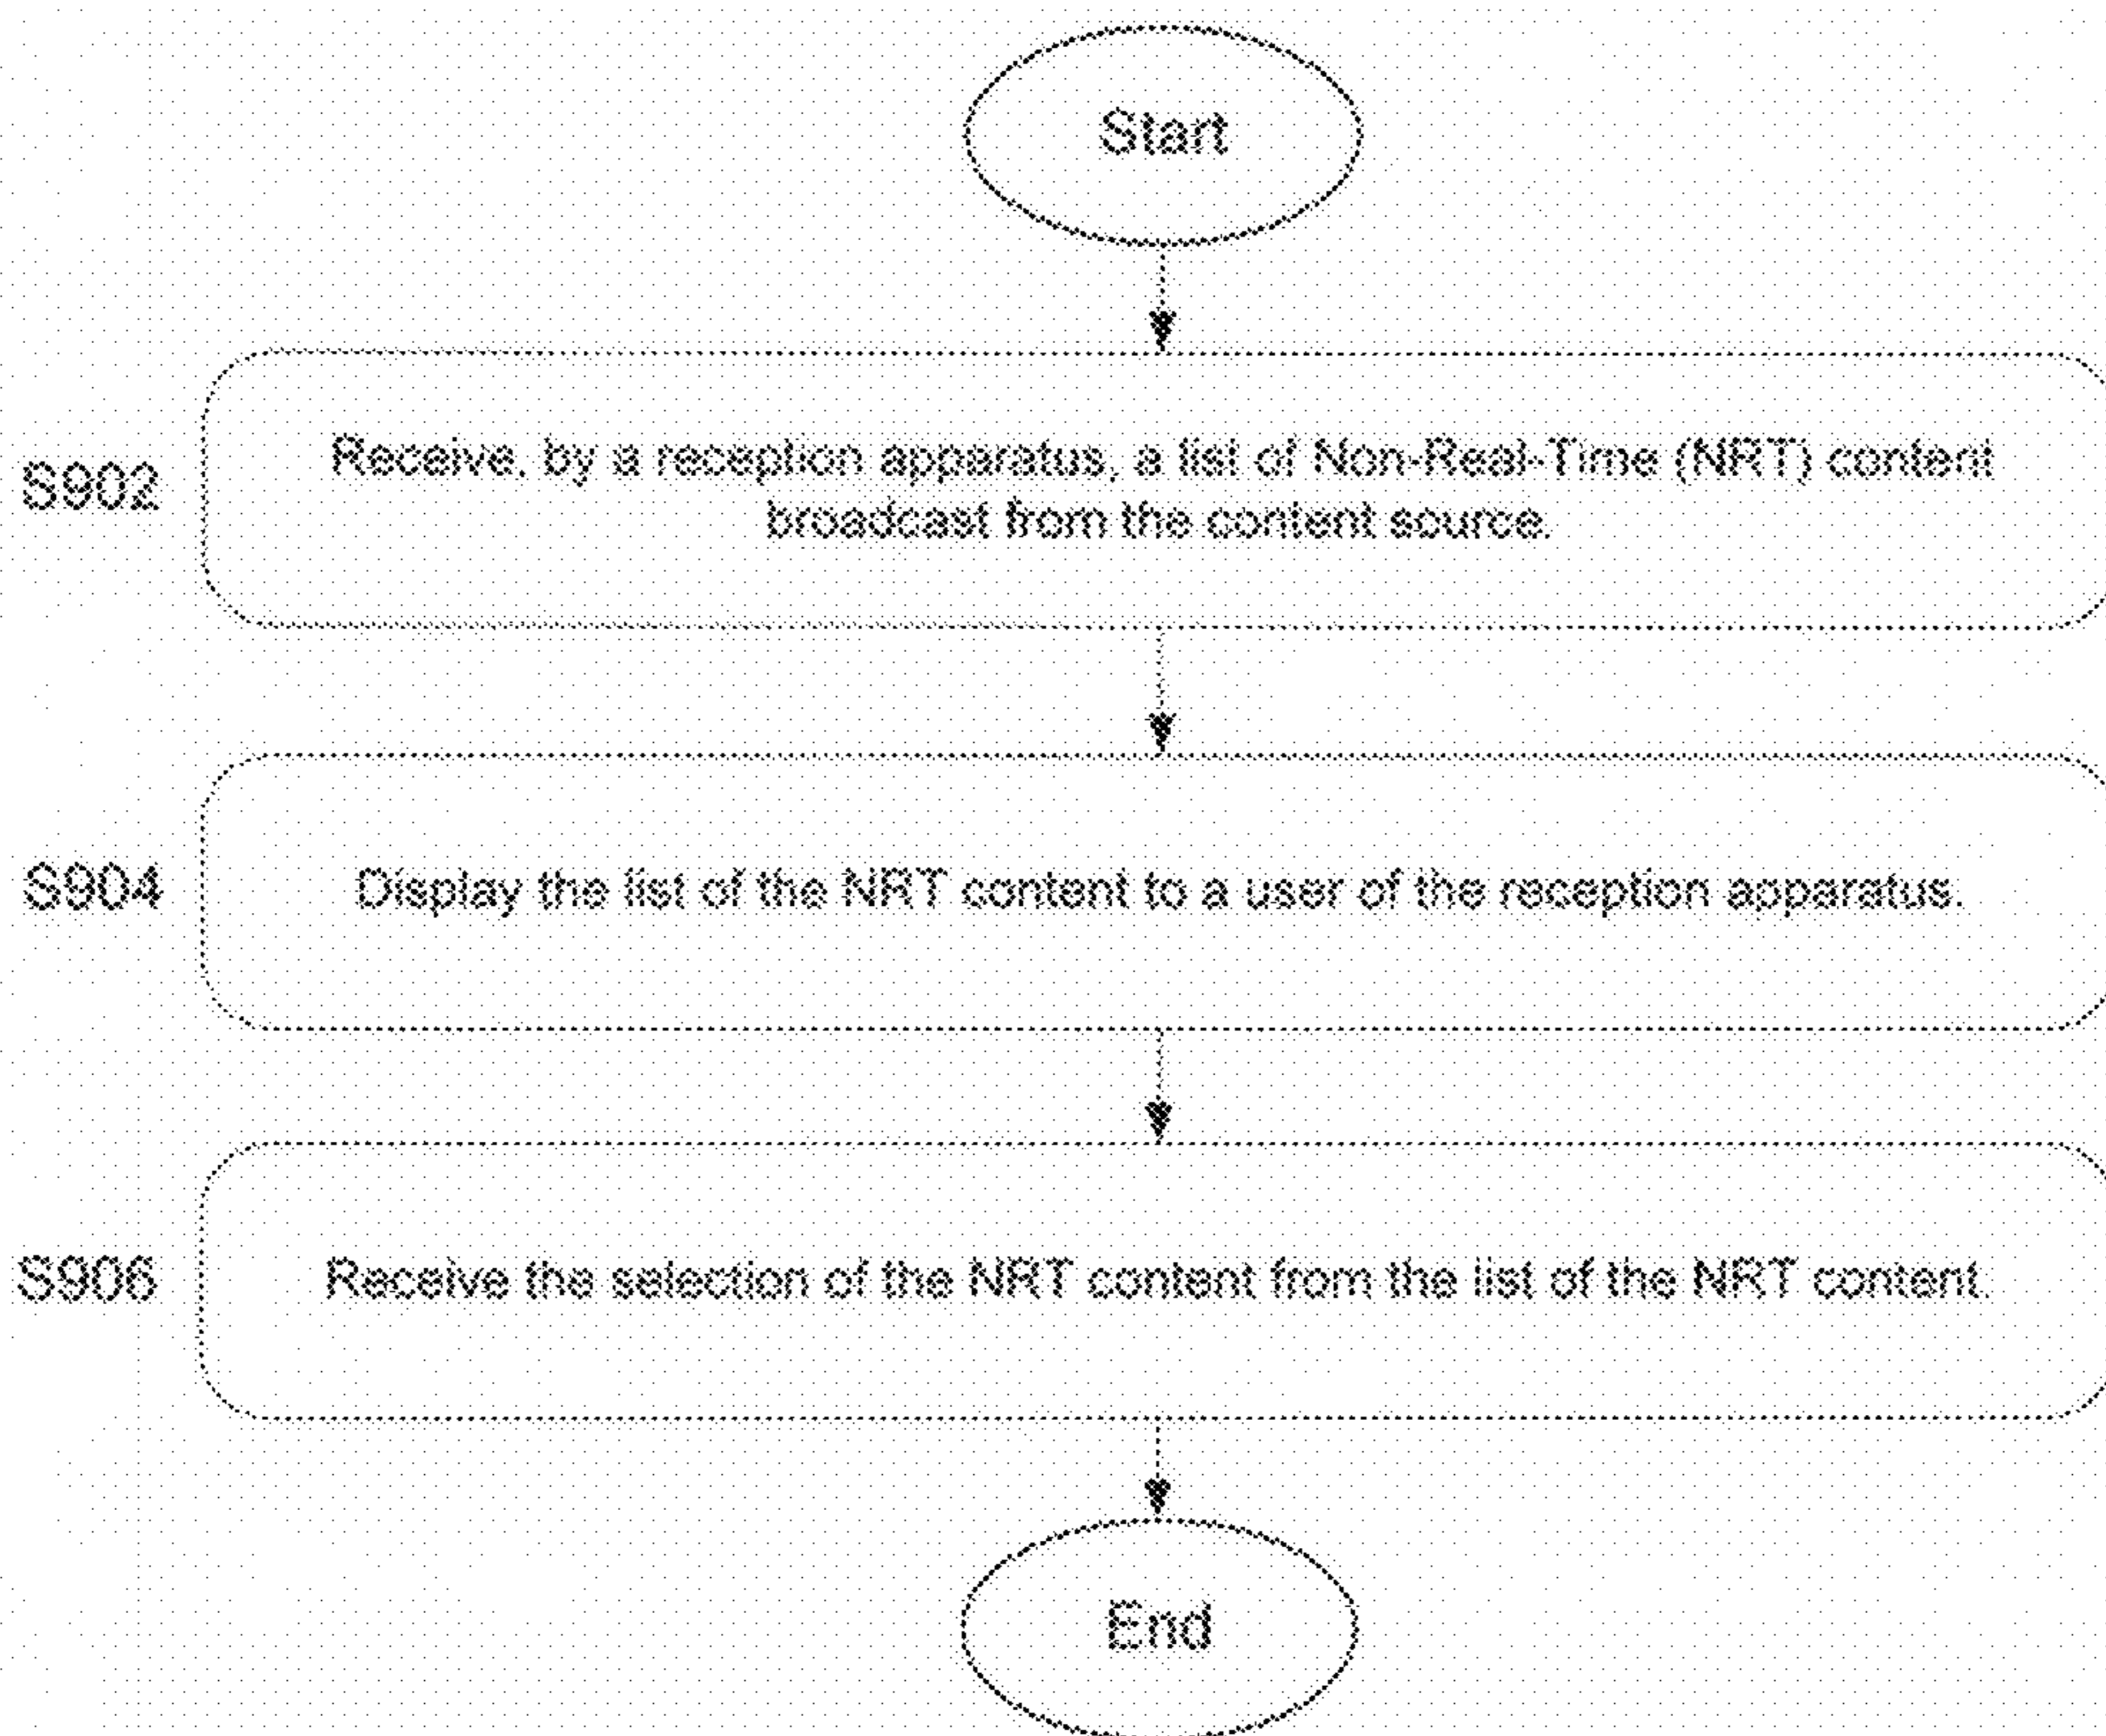 Start
S902
Receive, by a reception apparatus, a list of Non-Real-Time (NRT) content
broadcast from the content source.
S904
Display the list of the NRT content to a user of the reception apparatus.
S906
Receive the selection of the NRT content from the list of the NRT content.
End